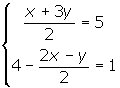 (x + 3y)/2 = 5
4 - (2x - y)/2 = 1